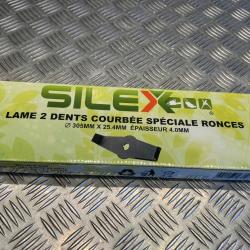 SILEX
LAME 2 DENTS COURBÉE SPÉCIALE RONCES
Ø 305MM X 25.4MM ÉPAISSEUR 4.0MM